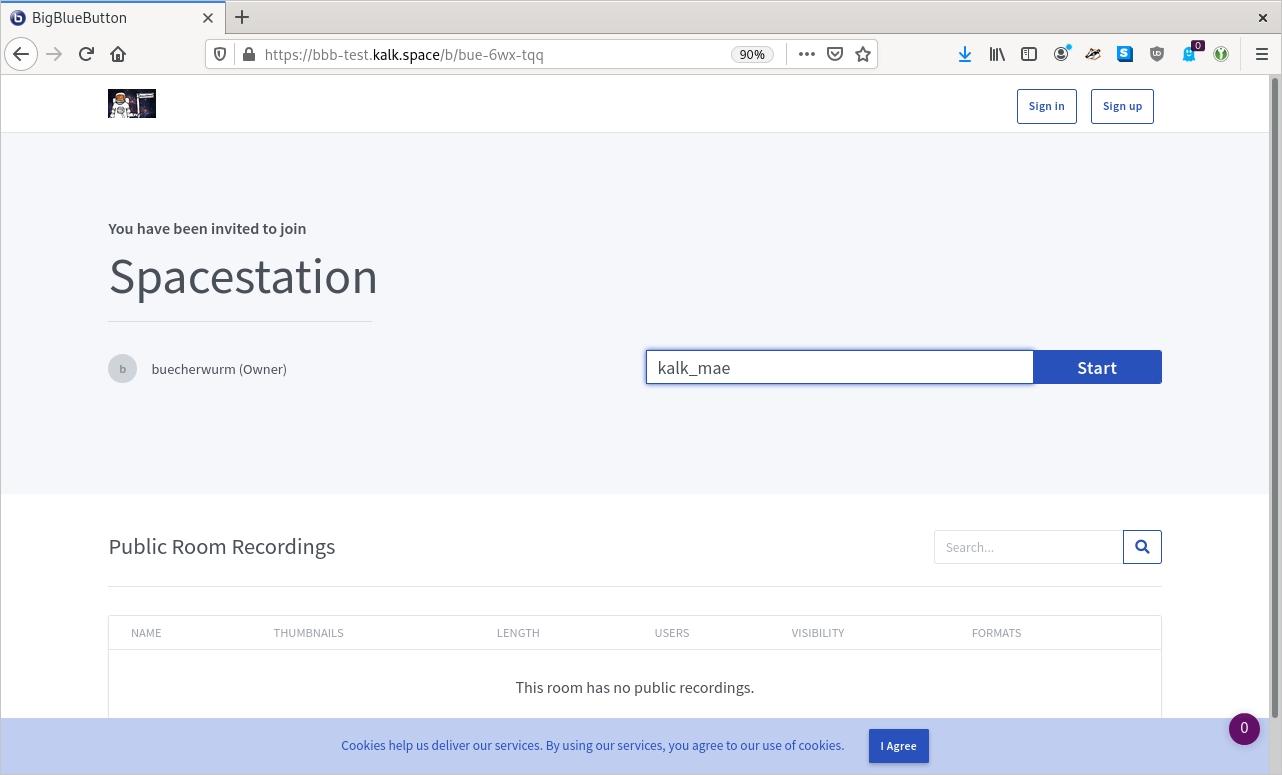 BigBlueButton
https://bbb-test.kalk.space/b/bue-6wx-tqq
90%
0
Sign in
Sign up
You have been invited to join
Spacestation
b
buecherwurm (Owner)
kalk_mae
Start
Public Room Recordings
Search...
NAME
THUMBNAILS
LENGTH
USERS
VISIBILITY
FORMATS
This room has no public recordings.
Cookies help us deliver our services. By using our services, you agree to our use of cookies.
I Agree
0